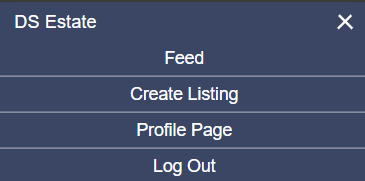 DS Estate
Feed
Create Listing
Profile Page
Log Out